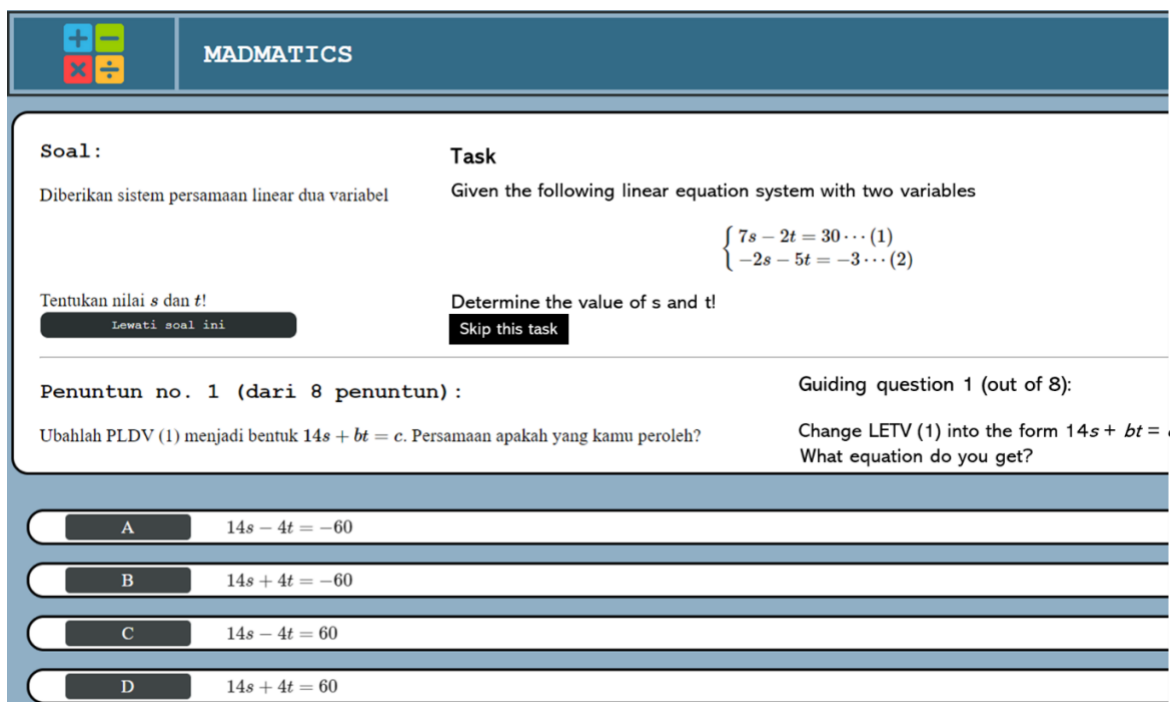 MADMATICS
Soal:
Diberikan sistem persamaan linear dua variabel
Task
Given the following linear equation system with two variables
7s − 2t = 30 ⋯ (1)
−2s − 5t = −3 ⋯ (2)
Tentukan nilai s dan t!
Lewati soal ini
Determine the value of s and t!
Skip this task
Penuntun no. 1 (dari 8 penuntun):
Ubahlah PLDV (1) menjadi bentuk 14s + bt = c. Persamaan apakah yang kamu peroleh?
Guiding question 1 (out of 8):
Change LETV (1) into the form 14s + bt =
What equation do you get?
A 14s − 4t = −60
B 14s + 4t = −60
C 14s − 4t = 60
D 14s + 4t = 60